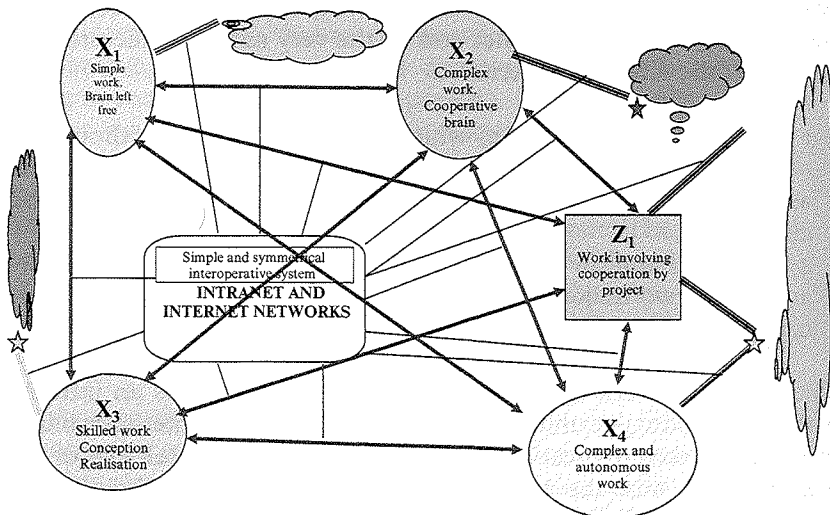 X1
Simple
work.
Brain left
free
X2
Complex
work.
Cooperative
brain
Z1
Work involving
cooperation by
project
Simple and symmetrical
interoperative system
INTRANET AND
INTERNET NETWORKS
X3
Skilled work
Conception
Realisation
X4
Complex and
autonomous
work